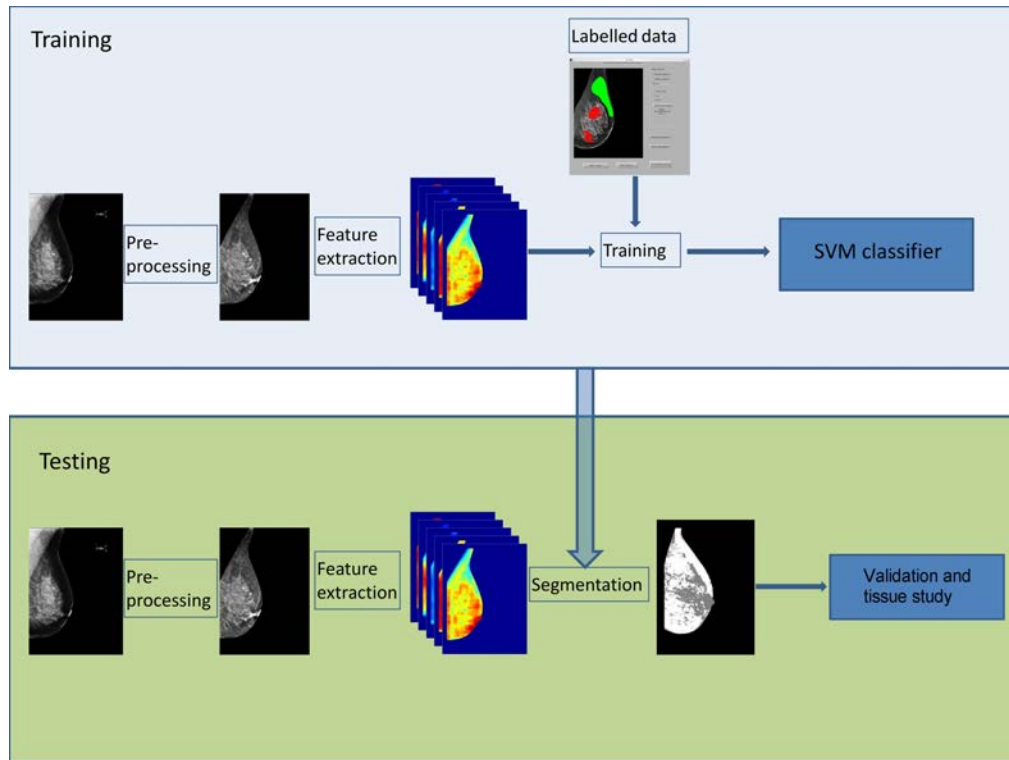 Training
Labelled data
Pre-
processing
Feature
extraction
Training
SVM classifier
Testing
Pre-
processing
Feature
extraction
Segmentation
Validation and
tissue study